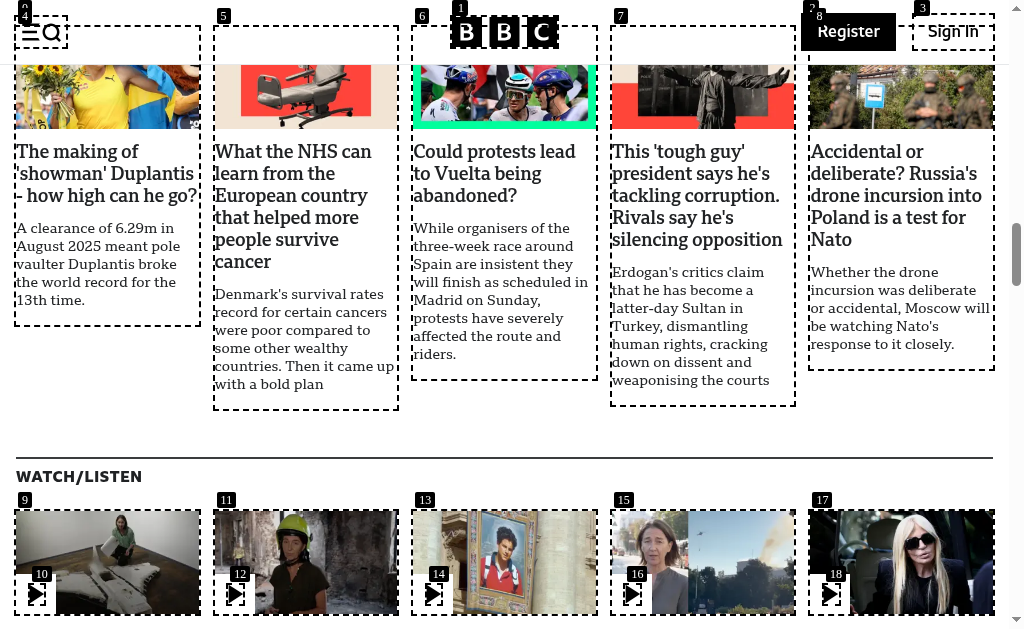 0
4
5
6
1
BBC
7
2
8
Register
3
Sign In
The making of
'showman' Duplantis
- how high can he go?
A clearance of 6.29m in
August 2025 meant pole
vaulter Duplantis broke
the world record for the
13th time.
What the NHS can
learn from the
European country
that helped more
people survive
cancer
Denmark's survival rates
record for certain cancers
were poor compared to
some other wealthy
countries. Then it came up
with a bold plan
Could protests lead
to Vuelta being
abandoned?
While organisers of the
three-week race around
Spain are insistent they
will finish as scheduled in
Madrid on Sunday,
protests have severely
affected the route and
riders.
This 'tough guy'
president says he's
tackling corruption.
Rivals say he's
silencing opposition
Erdogan's critics claim
that he has become a
latter-day Sultan in
Turkey, dismantling
human rights, cracking
down on dissent and
weaponising the courts
Accidental or
deliberate? Russia's
drone incursion into
Poland is a test for
Nato
Whether the drone
incursion was deliberate
or accidental, Moscow will
be watching Nato's
response to it closely.
WATCH/LISTEN
9
11
13
15
17
10
12
14
16
18